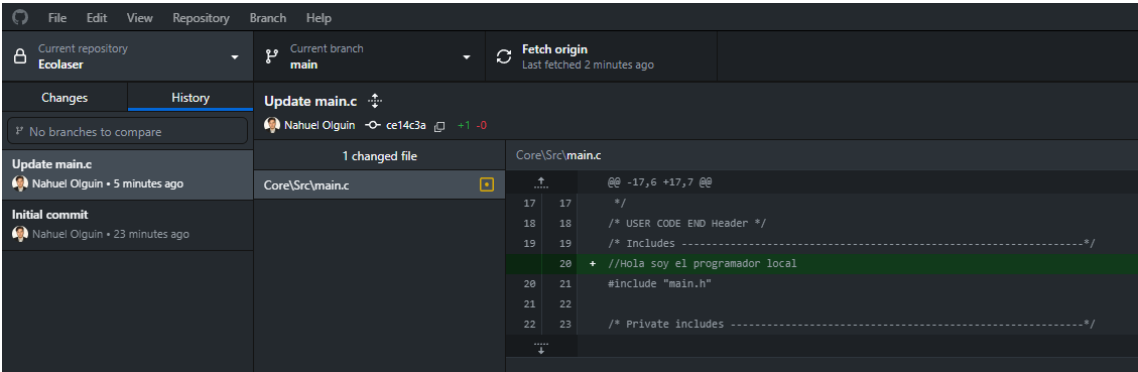 File Edit View Repository Branch Help
Current repository
Ecolaser
Current branch
main
Fetch origin
Last fetched 2 minutes ago
Changes History
No branches to compare
Update main.c
Nahuel Olguin • 5 minutes ago
Initial commit
Nahuel Olguin • 23 minutes ago
Update main.c
Nahuel Olguin ce14c3a +1 -0
1 changed file
Core\Src\main.c
Core\Src\main.c
@@ -17,6 +17,7 @@
17 17 */
18 18 /* USER CODE END Header */
19 19 /* Includes ------------------------------------------------------------------*/
20 + //Hola soy el programador local
20 21 #include "main.h"
21 22
22 23 /* Private includes ----------------------------------------------------------*/